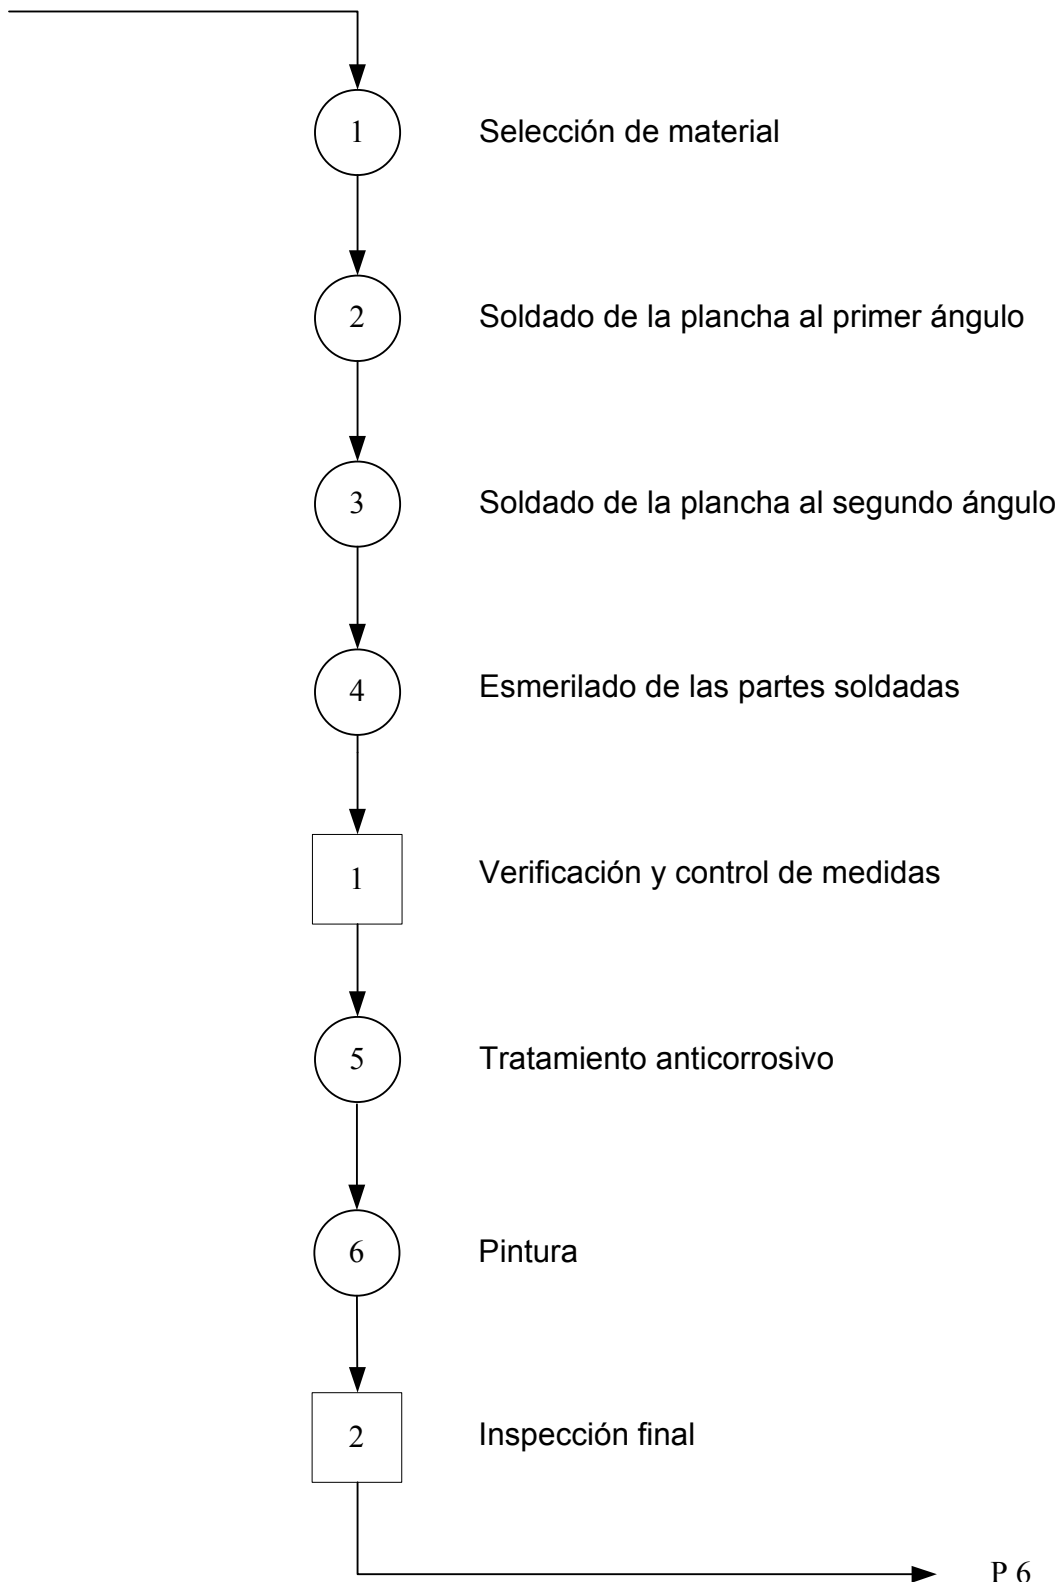 1 Selección de material
2 Soldado de la plancha al primer ángulo
3 Soldado de la plancha al segundo ángulo
4 Esmerilado de las partes soldadas
1 Verificación y control de medidas
5 Tratamiento anticorrosivo
6 Pintura
2 Inspección final
P 6